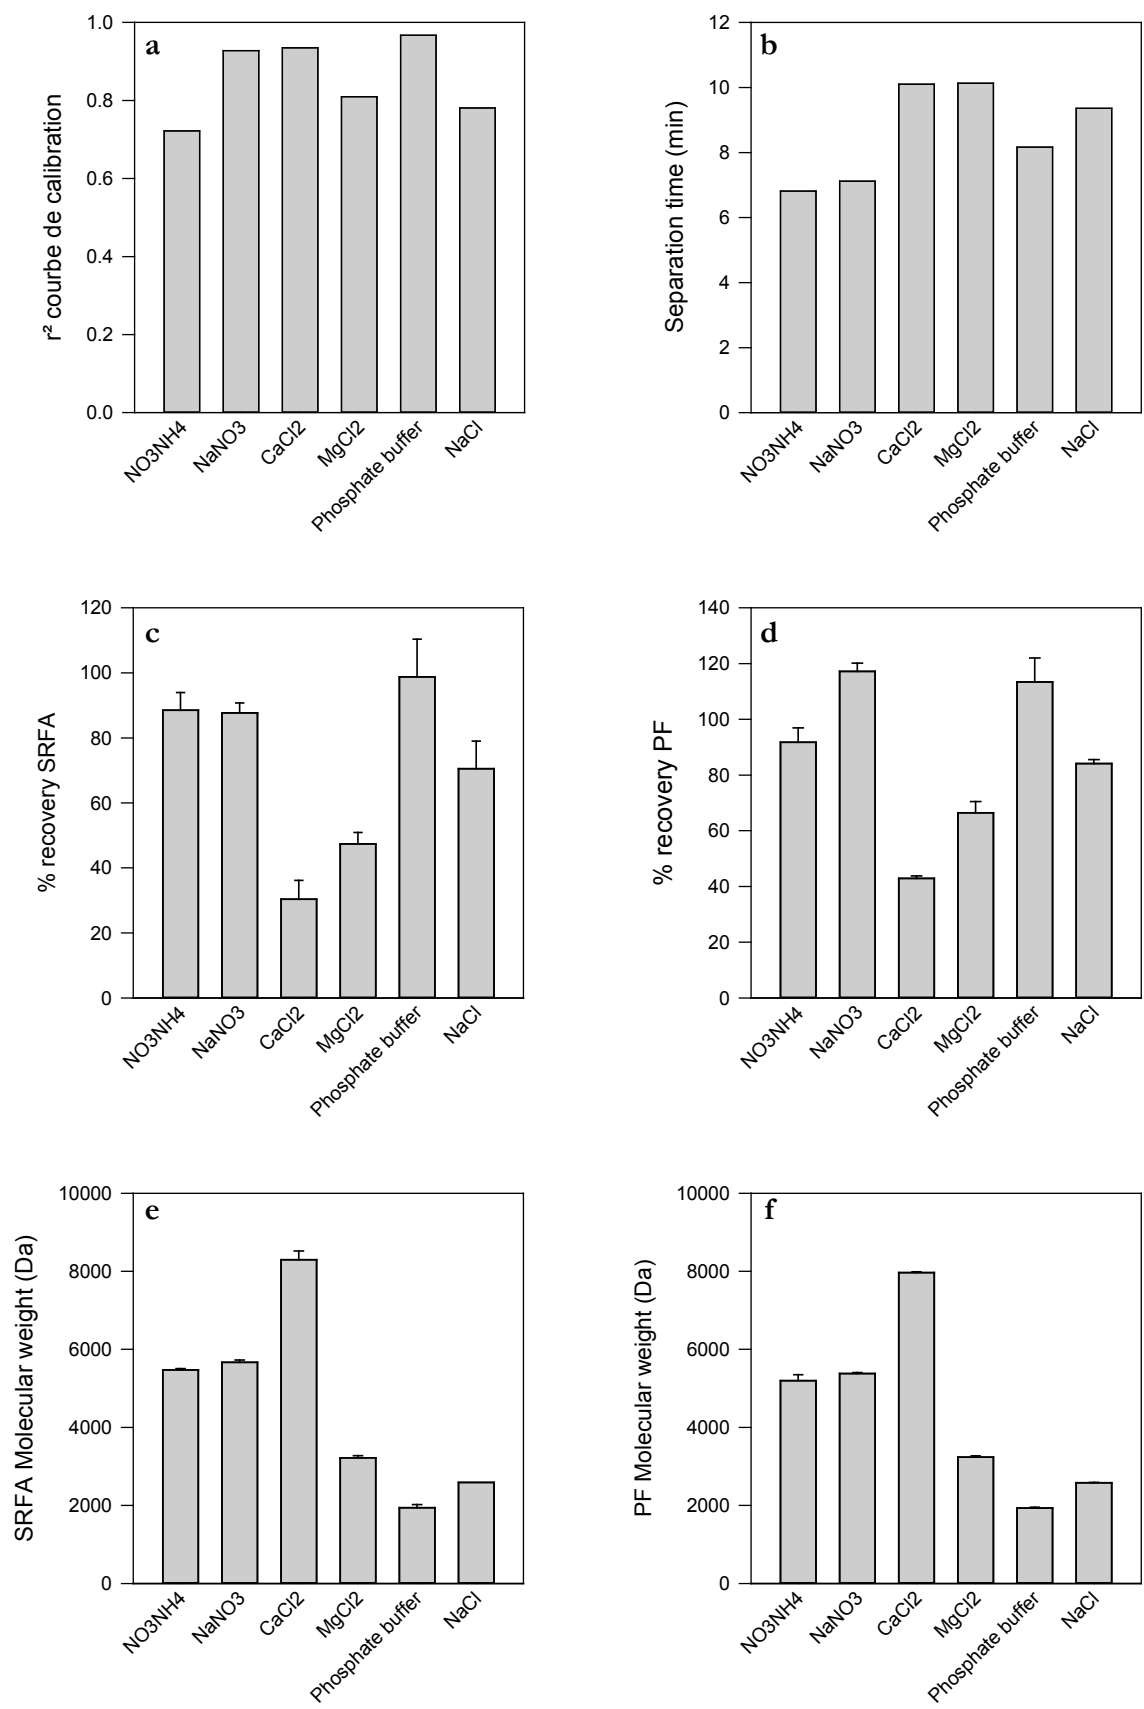 a
r² courbe de calibration
1.0
0.8
0.6
0.4
0.2
0.0
NO3NH4
NaNO3
CaCl2
MgCl2
Phosphate buffer
NaCl
b
Separation time (min)
12
10
8
6
4
2
0
NO3NH4
NaNO3
CaCl2
MgCl2
Phosphate buffer
NaCl
c
% recovery SRFA
120
100
80
60
40
20
0
NO3NH4
NaNO3
CaCl2
MgCl2
Phosphate buffer
NaCl
d
% recovery PF
140
120
100
80
60
40
20
0
NO3NH4
NaNO3
CaCl2
MgCl2
Phosphate buffer
NaCl
e
SRFA Molecular weight (Da)
10000
8000
6000
4000
2000
0
NO3NH4
NaNO3
CaCl2
MgCl2
Phosphate buffer
NaCl
f
PF Molecular weight (Da)
10000
8000
6000
4000
2000
0
NO3NH4
NaNO3
CaCl2
MgCl2
Phosphate buffer
NaCl